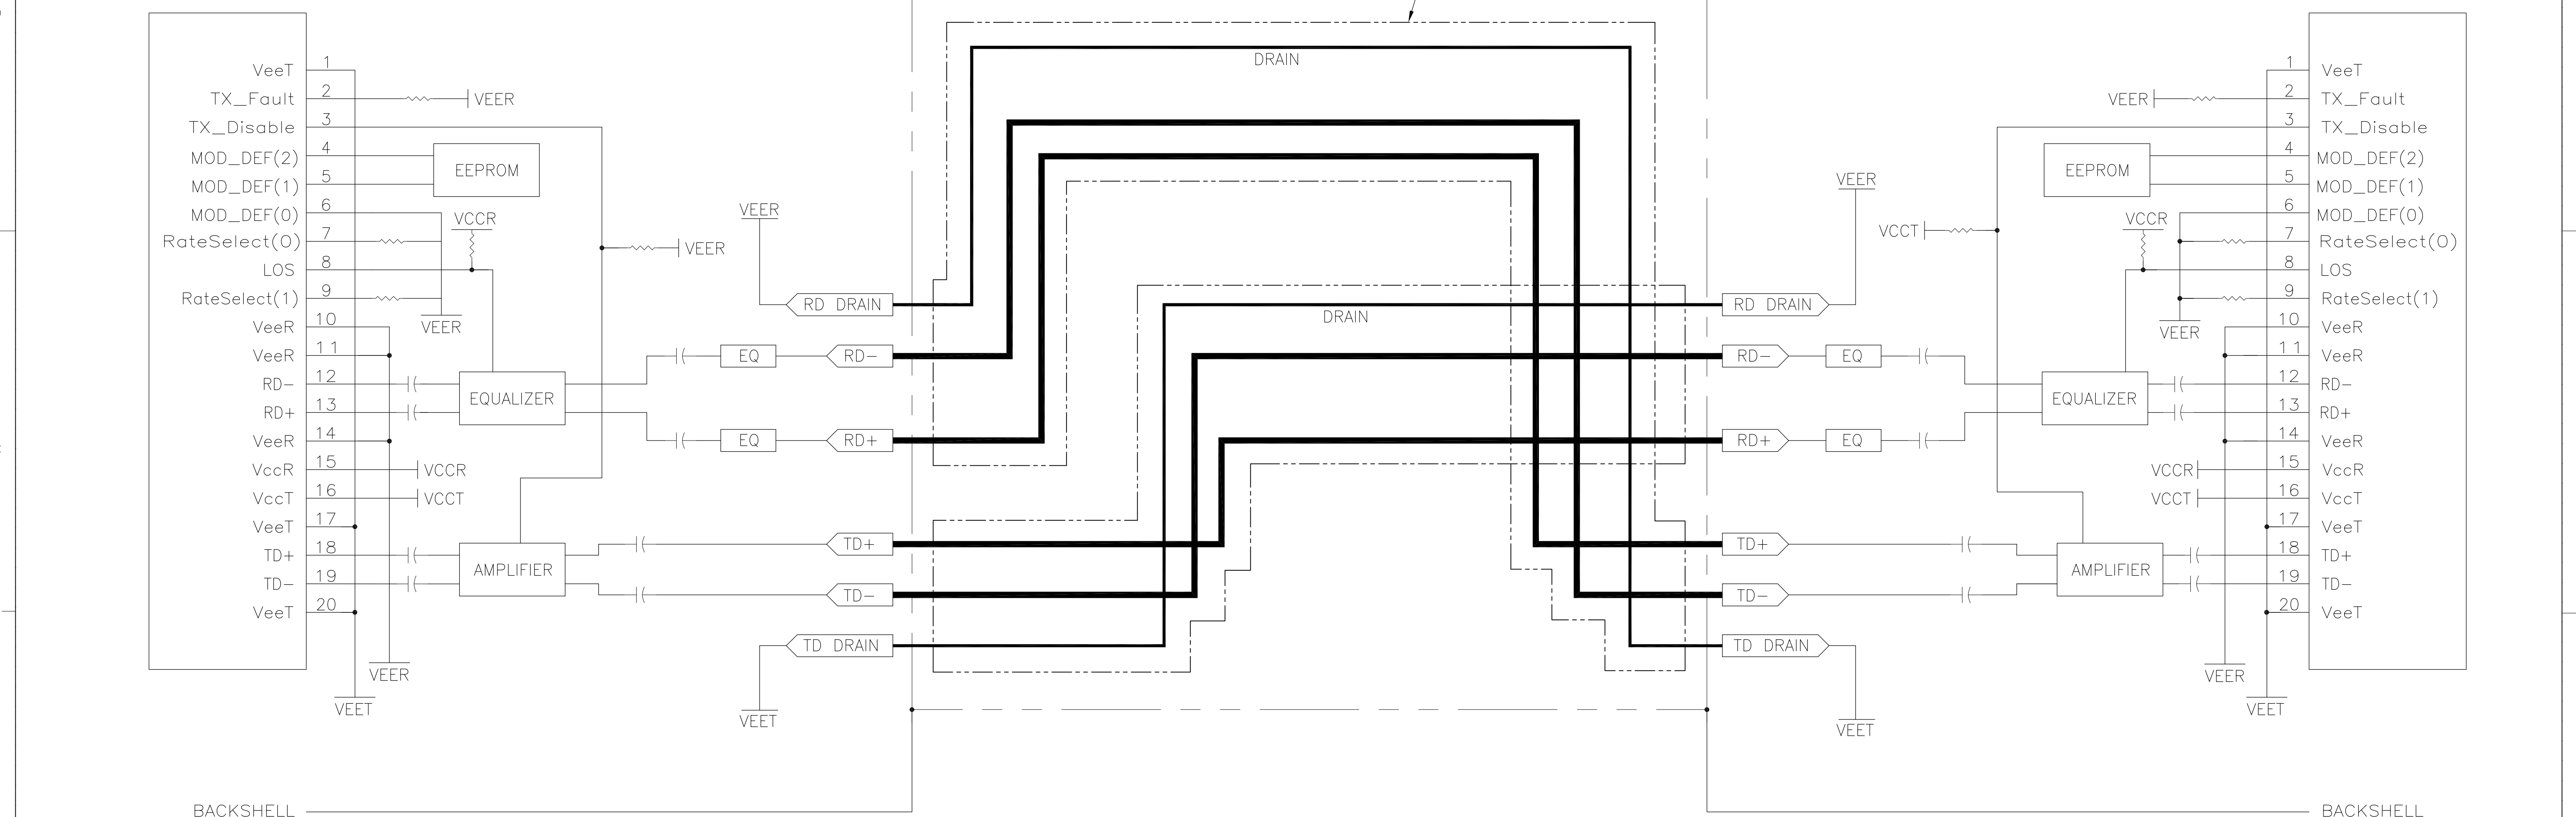 VeeT 1
TX_Fault 2
VEER
TX_Disable 3
MOD_DEF(2) 4
MOD_DEF(1) 5
EEPROM
MOD_DEF(0) 6
VCCR
RateSelect(0) 7
VEER
LOS 8
RateSelect(1) 9
VEER
VeeR 10
VeeR 11
RD- 12
RD+ 13
EQUALIZER
VeeR 14
VccR 15
VCCR
VccT 16
VCCT
VeeT 17
TD+ 18
TD- 19
AMPLIFIER
VeeT 20
VEER
VEET
BACKSHELL
VEER
RD DRAIN
EQ
RD-
EQ
RD+
TD+
TD-
TD DRAIN
VEET
DRAIN
DRAIN
VEER
RD DRAIN
RD-
EQ
RD+
EQ
TD+
TD-
TD DRAIN
VEET
1 VeeT
VEER
2 TX_Fault
3 TX_Disable
EEPROM
4 MOD_DEF(2)
5 MOD_DEF(1)
6 MOD_DEF(0)
VCCT
VCCR
7 RateSelect(0)
8 LOS
9 RateSelect(1)
VEER
10 VeeR
11 VeeR
EQUALIZER
12 RD-
13 RD+
14 VeeR
VCCR
15 VccR
VCCT
16 VccT
17 VeeT
AMPLIFIER
18 TD+
19 TD-
20 VeeT
VEER
VEET
BACKSHELL